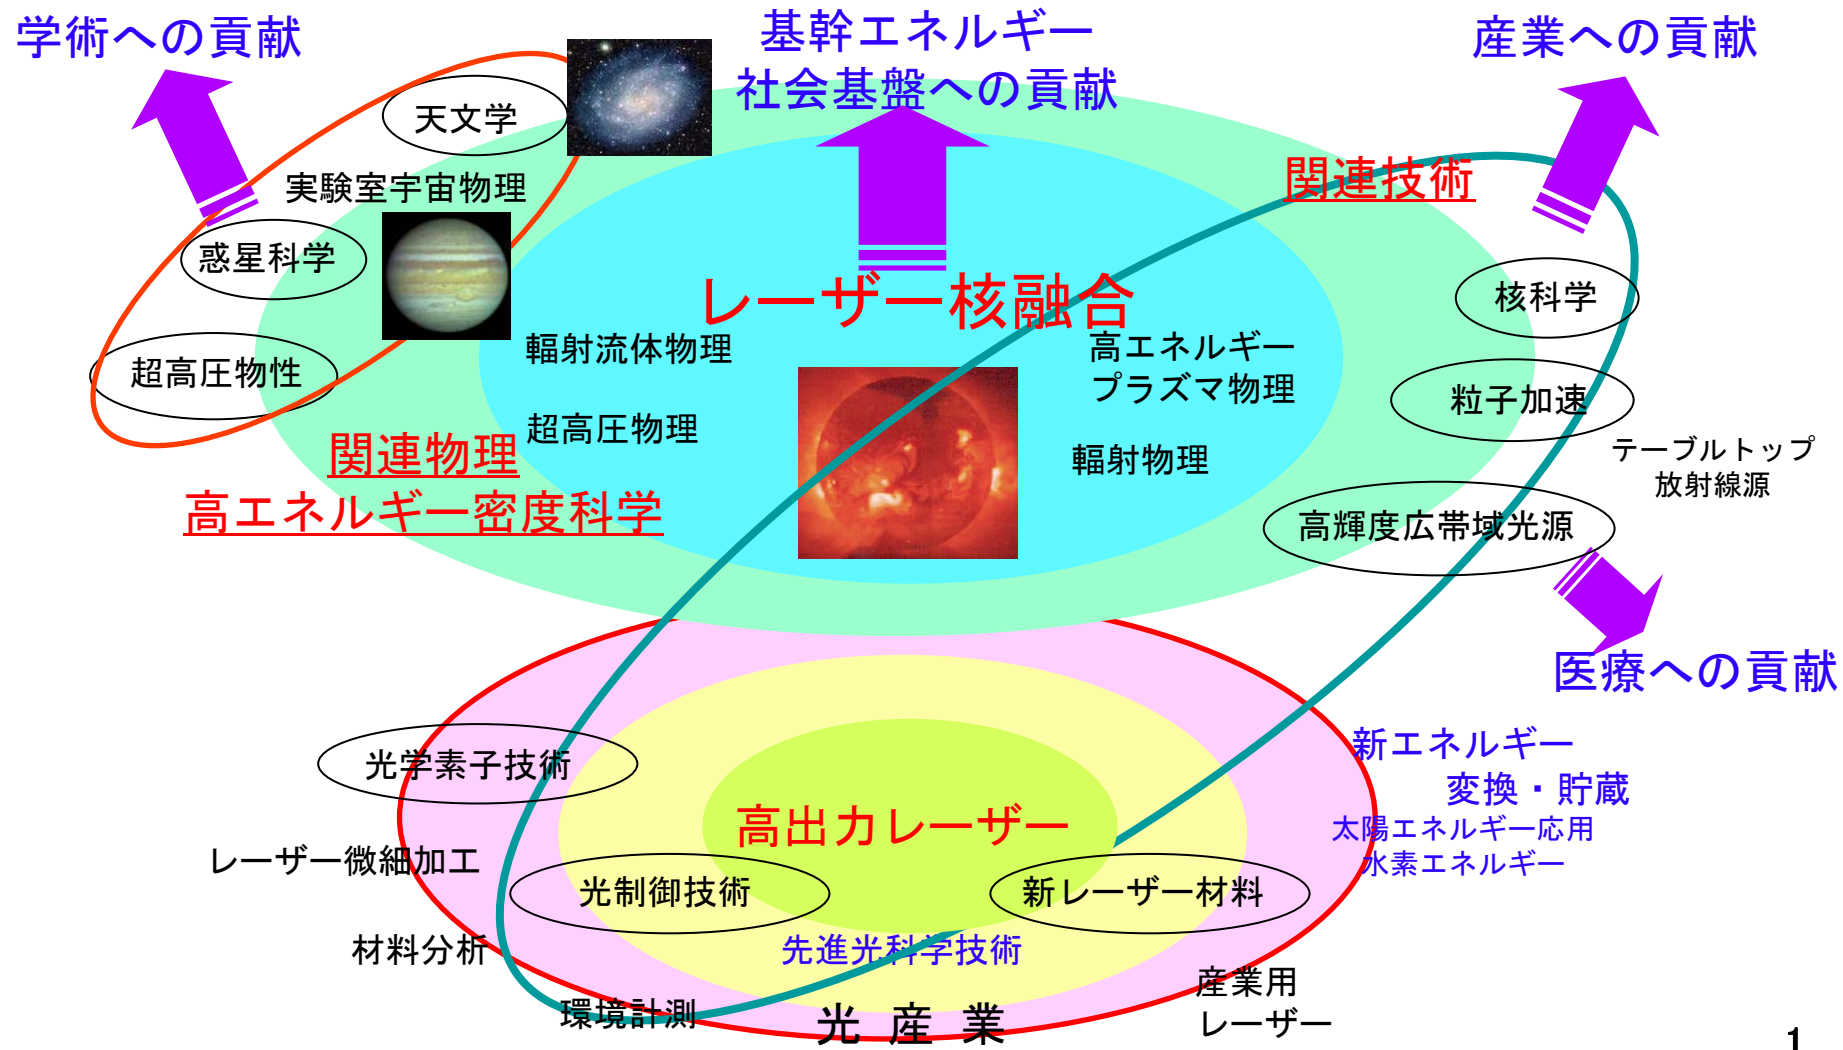 学術への貢献
基幹エネルギー
社会基盤への貢献
産業への貢献
天文学
実験室宇宙物理
惑星科学
超高圧物性
関連技術
レーザー核融合
輻射流体物理
超高圧物理
高エネルギー
プラズマ物理
輻射物理
核科学
粒子加速
テーブルトップ
放射線源
高輝度広帯域光源
関連物理
高エネルギー密度科学
医療への貢献
新エネルギー
変換・貯蔵
太陽エネルギー応用
水素エネルギー
光学素子技術
高出力レーザー
レーザー微細加工
光制御技術
新レーザー材料
材料分析
先進光科学技術
環境計測
光 産 業
産業用
レーザー
1